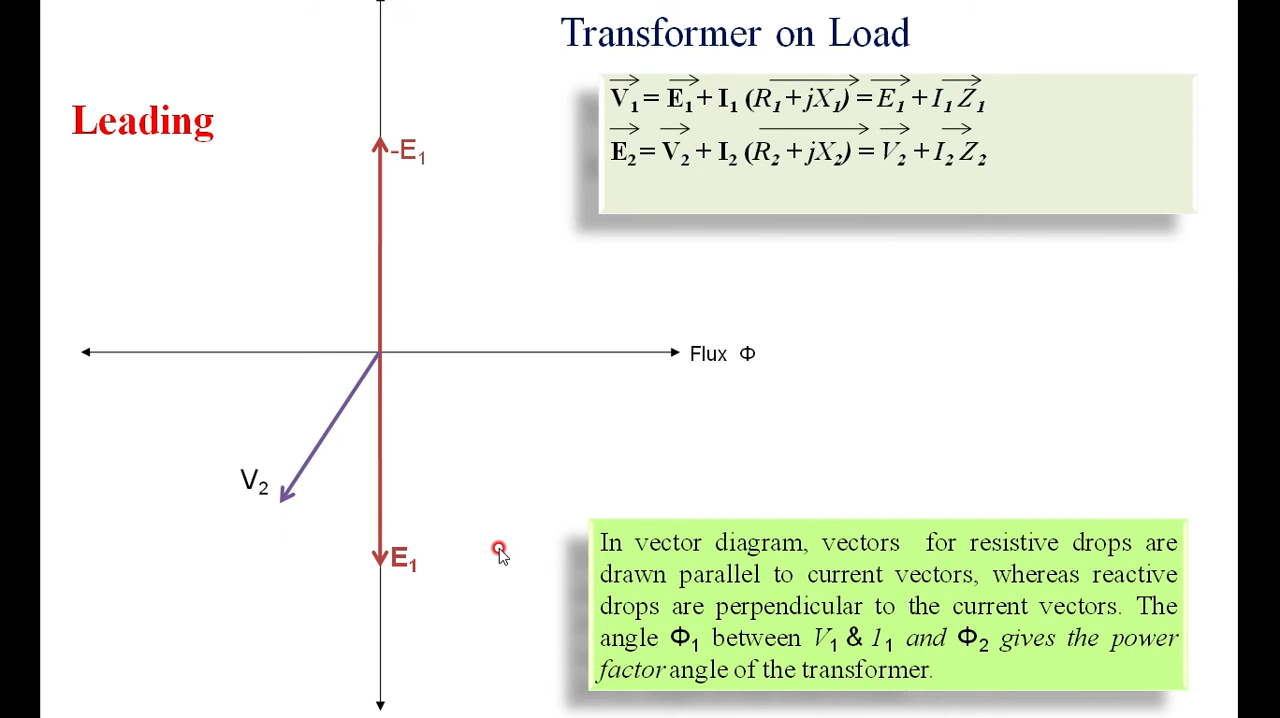 Transformer on Load
Leading
V₁ = E₁ + I₁ (R₁ + jX₁) = E₁ + I₁ Z₁
E₂ = V₂ + I₂ (R₂ + jX₂) = V₂ + I₂ Z₂
-E₁
Flux Φ
V₂
E₁
In vector diagram, vectors for resistive drops are
drawn parallel to current vectors, whereas reactive
drops are perpendicular to the current vectors. The
angle Φ₁ between V₁ & 1₁ and Φ₂ gives the power
factor angle of the transformer.